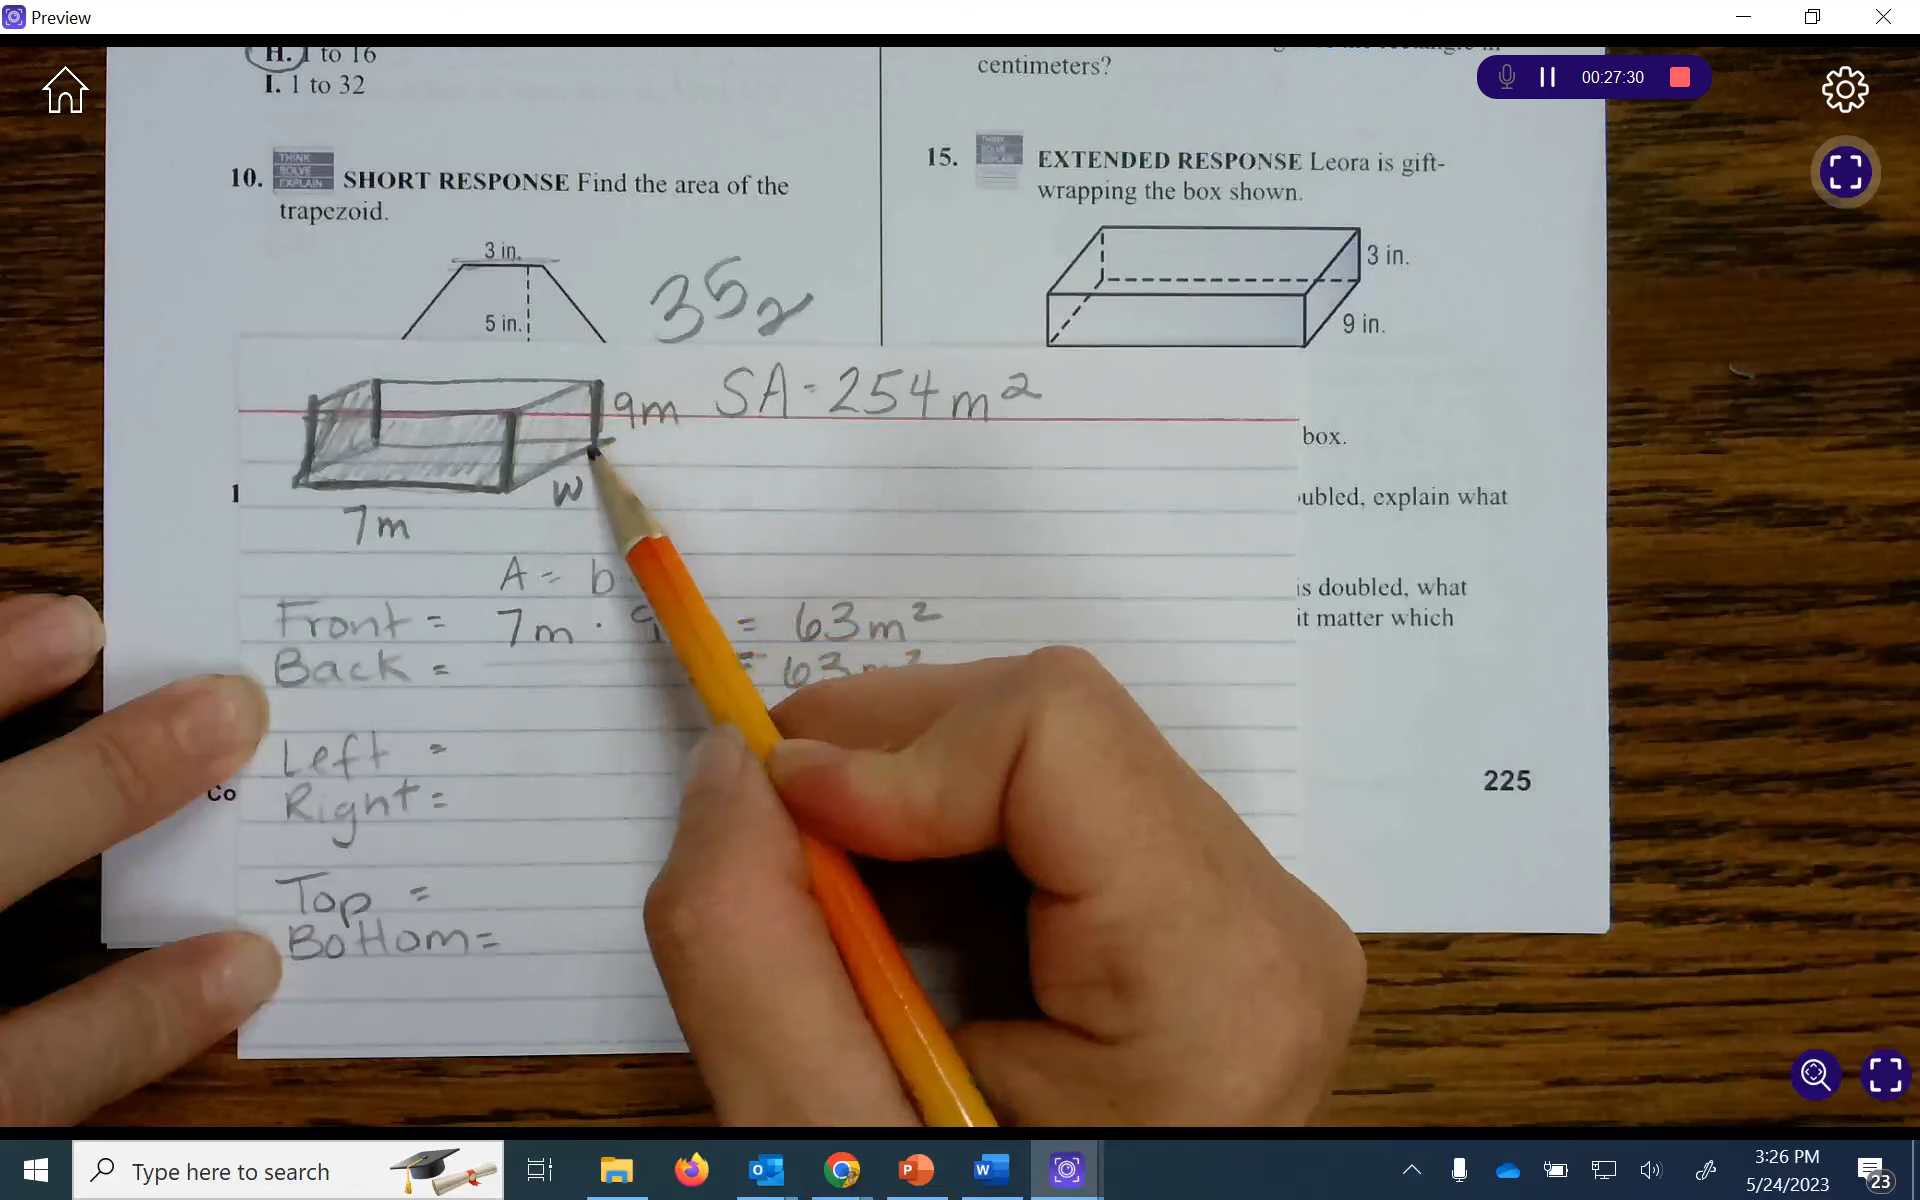 Preview
H. 1 to 16
I. 1 to 32
centimeters?
00:27:30
10. THINK SOLVE EXPLAIN SHORT RESPONSE Find the area of the
trapezoid.
3 in.
5 in.
15. THINK SOLVE EXPLAIN EXTENDED RESPONSE Leora is gift-
wrapping the box shown.
3 in.
9 in.
35
9m SA = 254 m²
w
7m
box.
1
oubled, explain what
A = b
is doubled, what
Front = 7m · = 63m²
it matter which
Back = = 63m²
Left =
Right =
Co
225
Top =
Bottom =
Type here to search
3:26 PM
5/24/2023
23